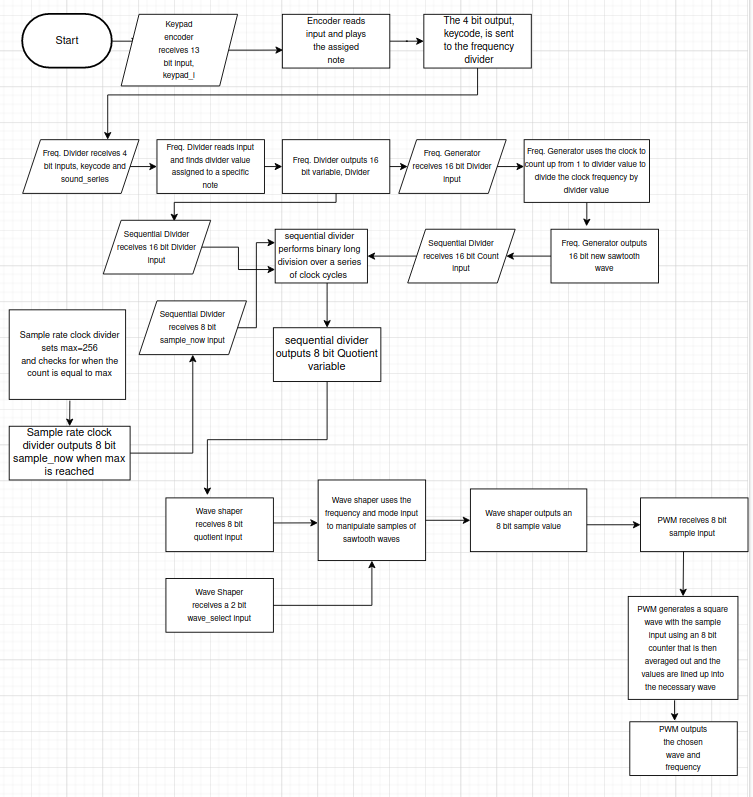 Start
Keypad
encoder
receives 13
bit input,
keypad_i
Encoder reads
input and plays
the assiged
note
The 4 bit output,
keycode, is sent
to the frequency
divider
Freq. Divider receives 4
bit inputs, keycode and
sound_series
Freq. Divider reads input
and finds divider value
assigned to a specific
note
Freq. Divider outputs 16
bit variable, Divider
Freq. Generator
receives 16 bit Divider
input
Freq. Generator uses the clock to
count up from 1 to divider value to
divide the clock frequency by
divider value
Sequential Divider
receives 16 bit Divider
input
sequential divider
performs binary long
division over a series
of clock cycles
Sequential Divider
receives 16 bit Count
input
Freq. Generator outputs
16 bit new sawtooth
wave
Sequential Divider
receives 8 bit
sample_now input
Sample rate clock divider
sets max=256
and checks for when the
count is equal to max
sequential divider
outputs 8 bit Quotient
variable
Sample rate clock
divider outputs 8 bit
sample_now when max
is reached
Wave shaper
receives 8 bit
quotient input
Wave shaper uses the
frequency and mode input
to manipulate samples of
sawtooth waves
Wave shaper outputs an
8 bit sample value
PWM receives 8 bit
sample input
Wave Shaper
receives a 2 bit
wave_select input
PWM generates a square
wave with the sample
input using an 8 bit
counter that is then
averaged out and the
values are lined up into
the necessary wave
PWM outputs
the chosen
wave and
frequency